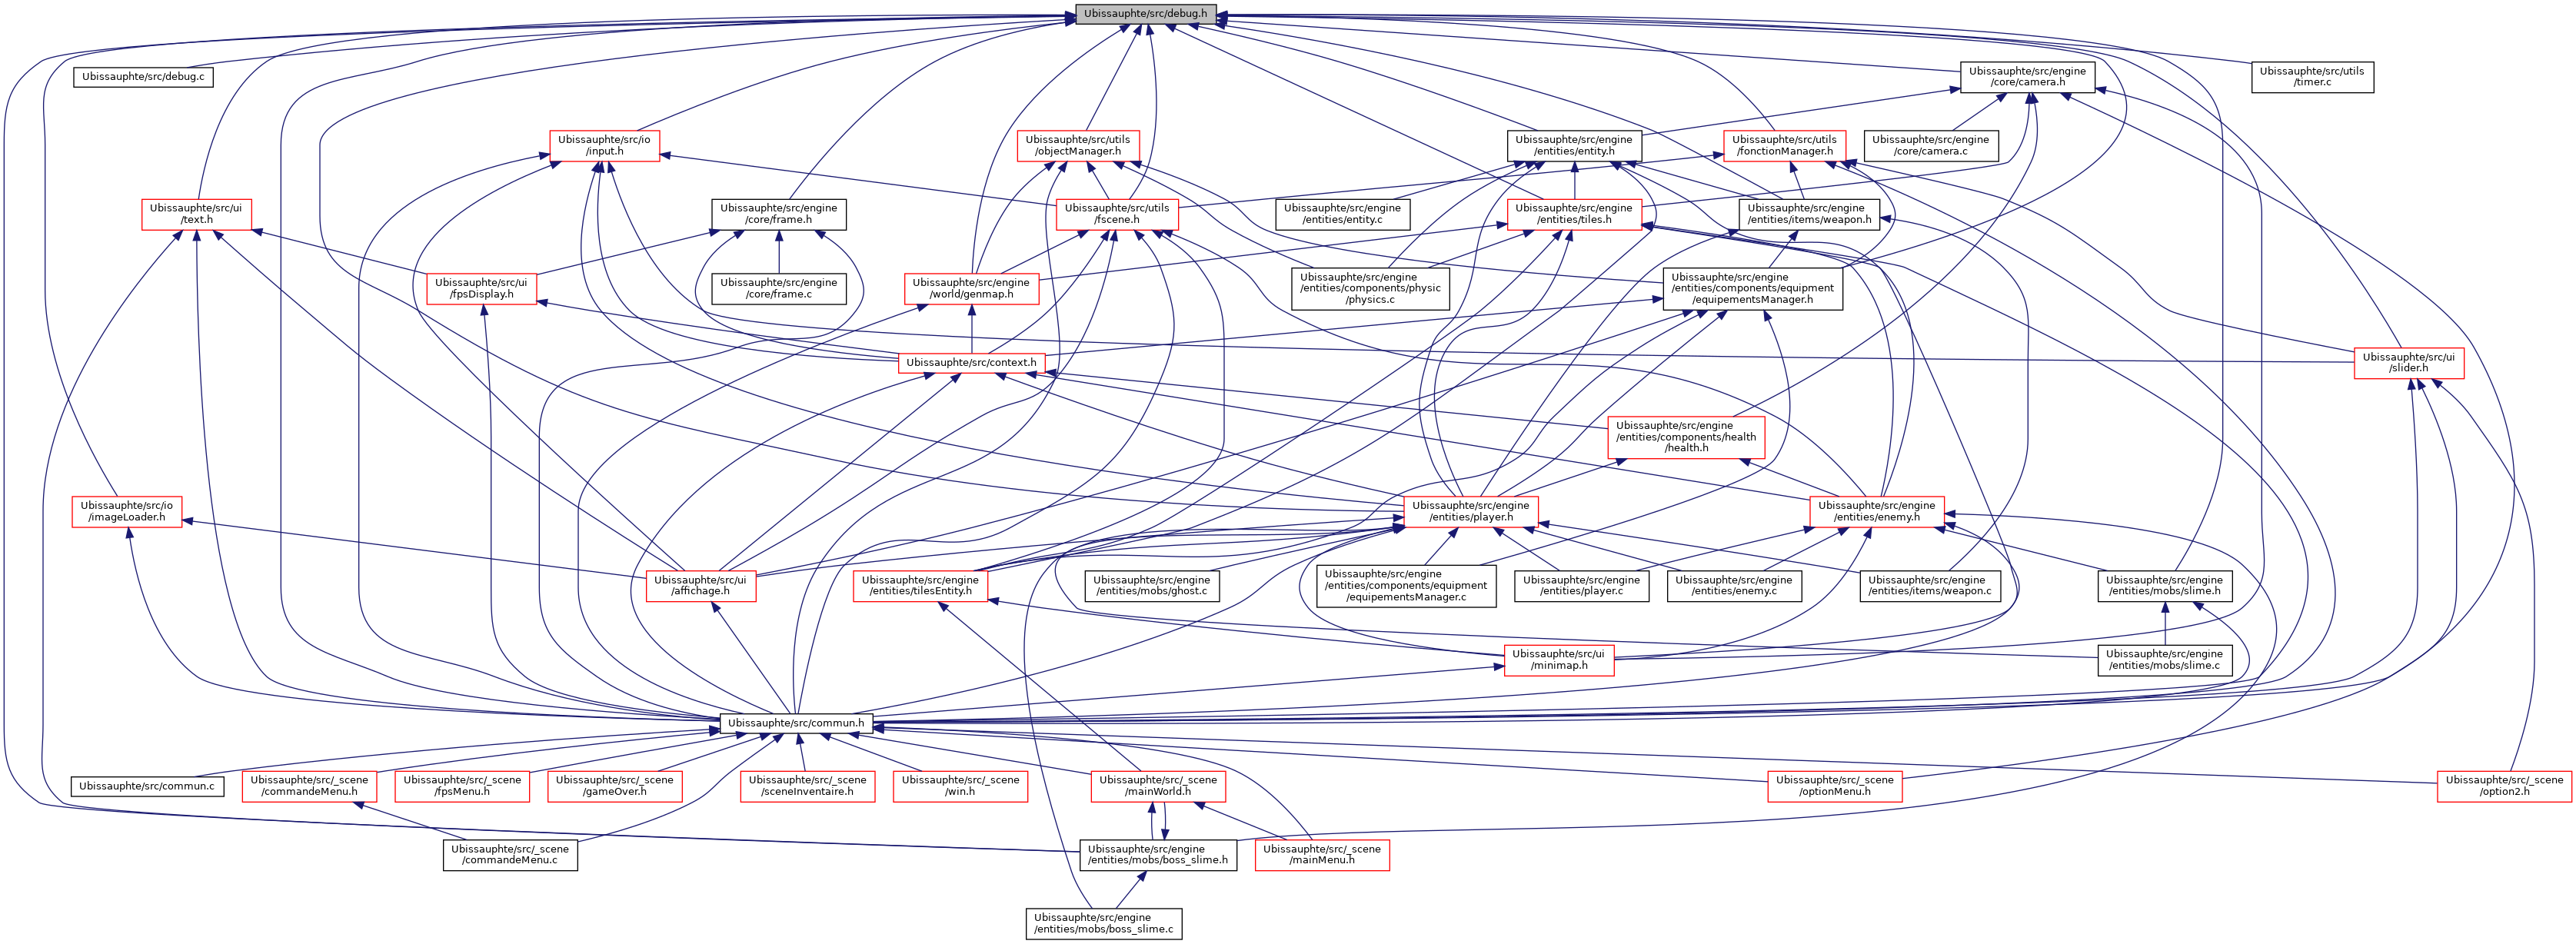 Ubissauphte/src/debug.h
Ubissauphte/src/debug.c
Ubissauphte/src/engine
/core/camera.h
Ubissauphte/src/utils
/timer.c
Ubissauphte/src/io
/input.h
Ubissauphte/src/utils
/objectManager.h
Ubissauphte/src/engine
/entities/entity.h
Ubissauphte/src/utils
/fonctionManager.h
Ubissauphte/src/engine
/core/camera.c
Ubissauphte/src/ui
/text.h
Ubissauphte/src/engine
/core/frame.h
Ubissauphte/src/utils
/fscene.h
Ubissauphte/src/engine
/entities/entity.c
Ubissauphte/src/engine
/entities/tiles.h
Ubissauphte/src/engine
/entities/items/weapon.h
Ubissauphte/src/ui
/fpsDisplay.h
Ubissauphte/src/engine
/core/frame.c
Ubissauphte/src/engine
/world/genmap.h
Ubissauphte/src/engine
/entities/components/physic
/physics.c
Ubissauphte/src/engine
/entities/components/equipment
/equipementsManager.h
Ubissauphte/src/context.h
Ubissauphte/src/ui
/slider.h
Ubissauphte/src/engine
/entities/components/health
/health.h
Ubissauphte/src/io
/imageLoader.h
Ubissauphte/src/engine
/entities/player.h
Ubissauphte/src/engine
/entities/enemy.h
Ubissauphte/src/ui
/affichage.h
Ubissauphte/src/engine
/entities/tilesEntity.h
Ubissauphte/src/engine
/entities/mobs/ghost.c
Ubissauphte/src/engine
/entities/components/equipment
/equipementsManager.c
Ubissauphte/src/engine
/entities/player.c
Ubissauphte/src/engine
/entities/enemy.c
Ubissauphte/src/engine
/entities/items/weapon.c
Ubissauphte/src/engine
/entities/mobs/slime.h
Ubissauphte/src/ui
/minimap.h
Ubissauphte/src/engine
/entities/mobs/slime.c
Ubissauphte/src/commun.h
Ubissauphte/src/commun.c
Ubissauphte/src/_scene
/commandeMenu.h
Ubissauphte/src/_scene
/fpsMenu.h
Ubissauphte/src/_scene
/gameOver.h
Ubissauphte/src/_scene
/sceneInventaire.h
Ubissauphte/src/_scene
/win.h
Ubissauphte/src/_scene
/mainWorld.h
Ubissauphte/src/_scene
/optionMenu.h
Ubissauphte/src/_scene
/option2.h
Ubissauphte/src/_scene
/commandeMenu.c
Ubissauphte/src/engine
/entities/mobs/boss_slime.h
Ubissauphte/src/_scene
/mainMenu.h
Ubissauphte/src/engine
/entities/mobs/boss_slime.c